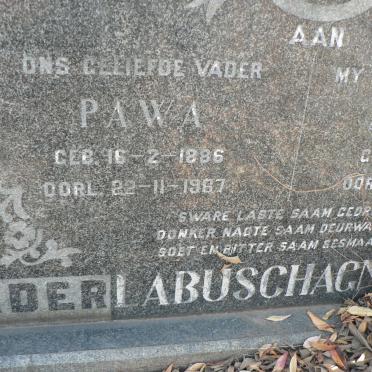 AAN
ONS GELIEFDE VADER
MY
PAWA
GEB. 16-2-1886
OORL. 22-11-1967
SWARE LASTE SAAM GEDR
DONKER NAGTE SAAM DEURWA
SOET EN BITTER SAAM GESMAA
DER LABUSCHAGN